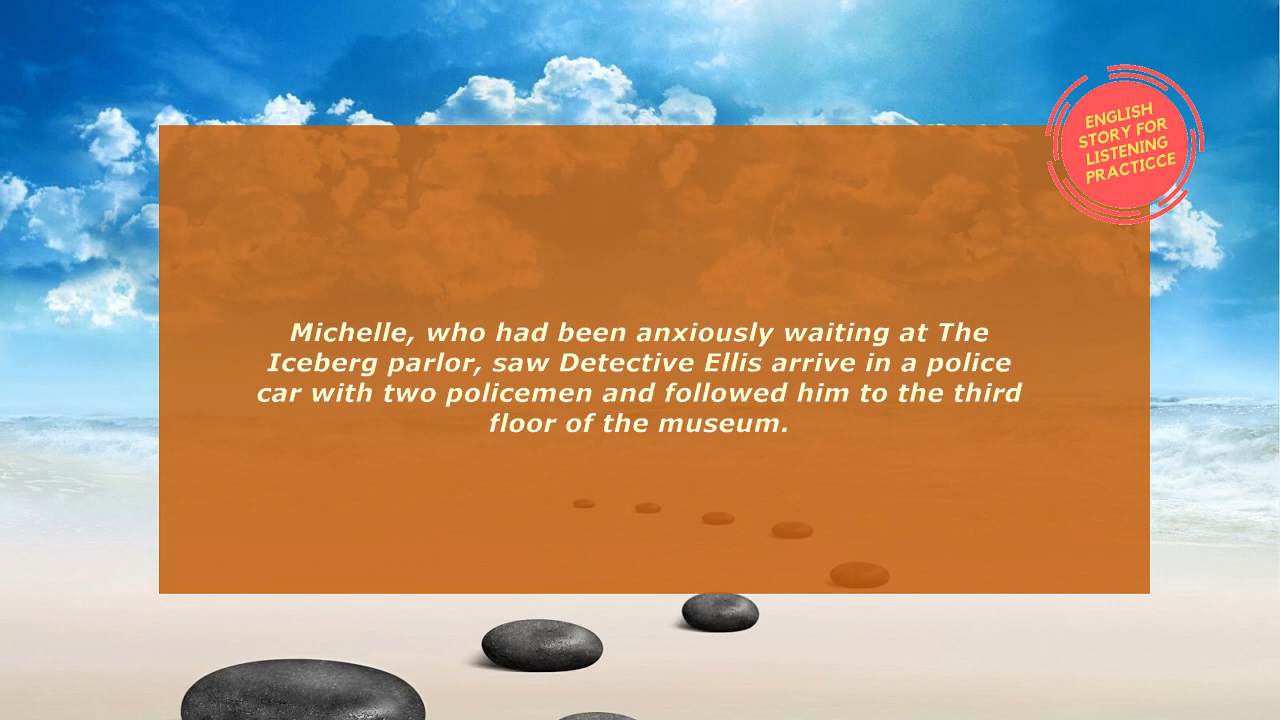 ENGLISH
STORY FOR
LISTENING
PRACTICCE
Michelle, who had been anxiously waiting at The
Iceberg parlor, saw Detective Ellis arrive in a police
car with two policemen and followed him to the third
floor of the museum.